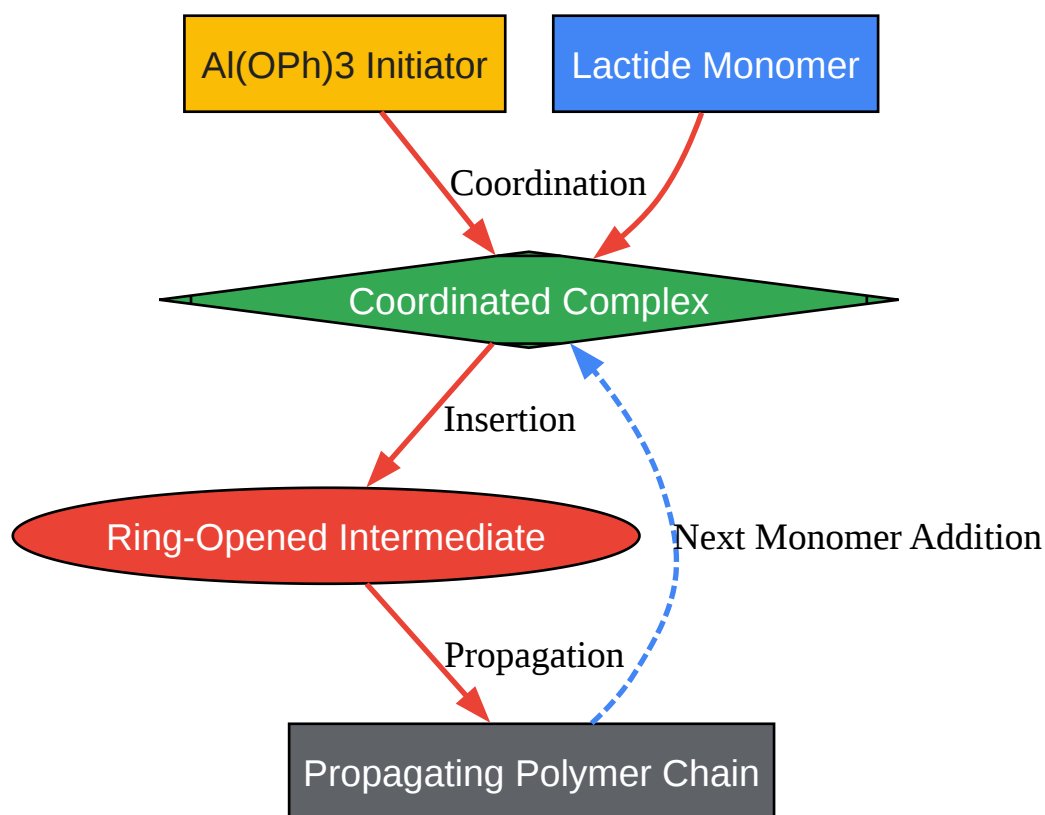 Al(OPh)3 Initiator
Lactide Monomer
Coordination
Coordinated Complex
Insertion
Ring-Opened Intermediate
Next Monomer Addition
Propagation
Propagating Polymer Chain